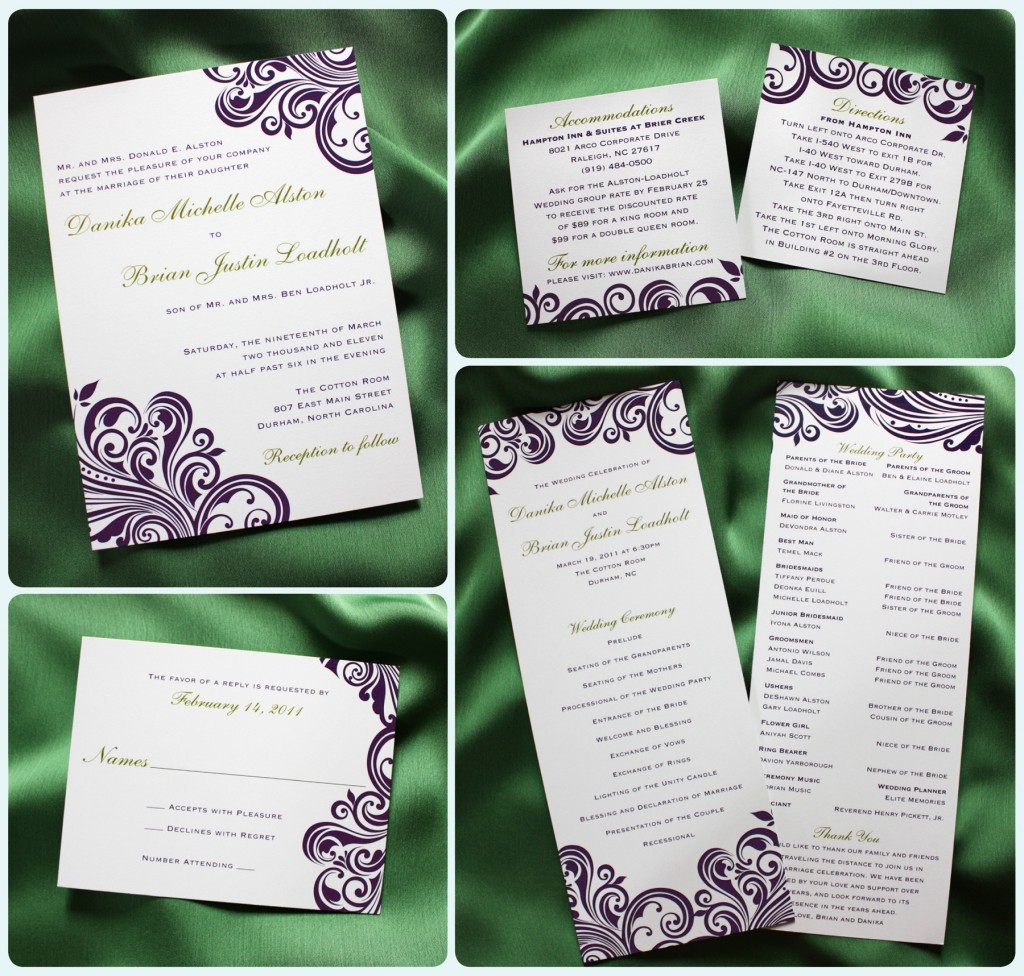 Mr. and Mrs. Donald E. Alston
request the pleasure of your company
at the marriage of their daughter
Danika Michelle Alston
to
Brian Justin Loadholt
son of Mr. and Mrs. Ben Loadholt Jr.
Saturday, the nineteenth of March
two thousand and eleven
at half past six in the evening
The Cotton Room
807 East Main Street
Durham, North Carolina
Reception to follow
Accommodations
Hampton Inn & Suites at Brier Creek
8021 Arco Corporate Drive
Raleigh, NC 27617
(919) 484-0500
Ask for the Alston-Loadholt
Wedding group rate by February 25
to receive the discounted rate
of $89 for a king room and
$99 for a double queen room.
For more information
please visit: www.danikabrian.com
Directions
from Hampton Inn
Turn left onto Arco Corporate Dr.
Take I-540 West to exit 1B for
I-40 West toward Durham.
Take I-40 West to Exit 279B for
NC-147 North to Durham/Downtown.
Take Exit 12A then turn right
onto Fayetteville Rd.
Take the 3rd right onto Main St.
Take the 1st left onto Morning Glory.
The Cotton Room is straight ahead
in Building #2 on the 3rd Floor.
The favor of a reply is requested by
February 14, 2011
Names
Accepts with Pleasure
Declines with Regret
Number Attending
The Wedding Celebration of
Danika Michelle Alston
and
Brian Justin Loadholt
March 19, 2011 at 6:30pm
The Cotton Room
Durham, NC
Wedding Ceremony
Prelude
Seating of the Grandparents
Seating of the Mothers
Processional of the Wedding Party
Entrance of the Bride
Welcome and Blessing
Exchange of Vows
Exchange of Rings
Lighting of the Unity Candle
Blessing and Declaration of Marriage
Presentation of the Couple
Recessional
Wedding Party
Parents of the Bride Parents of the Groom
Donald & Diane Alston Ben & Elaine Loadholt
Grandmother of the Bride Grandparents of the Groom
Florine Livingston Walter & Carrie Motley
Maid of Honor
DeVondra Alston Sister of the Bride
Best Man
Temel Mack Friend of the Groom
Bridesmaids
Tiffany Perdue Friend of the Bride
Deonka Euill Friend of the Bride
Michelle Loadholt Sister of the Groom
Junior Bridesmaid
Iyona Alston Niece of the Bride
Groomsmen
Antonio Wilson Friend of the Groom
Jamal Davis Friend of the Groom
Michael Combs Friend of the Groom
Ushers
DeShawn Alston Brother of the Bride
Gary Loadholt Cousin of the Groom
Flower Girl
Aniyah Scott Niece of the Bride
Ring Bearer
Davion Yarborough Nephew of the Bride
eremony Music Wedding Planner
rian Music Elite Memories
ciant Reverend Henry Pickett, Jr.
Thank You
uld like to thank our family and friends
traveling the distance to join us in
arriage celebration. We have been
ed by your love and support over
years, and look forward to its
esence in the years ahead.
Love, Brian and Danika